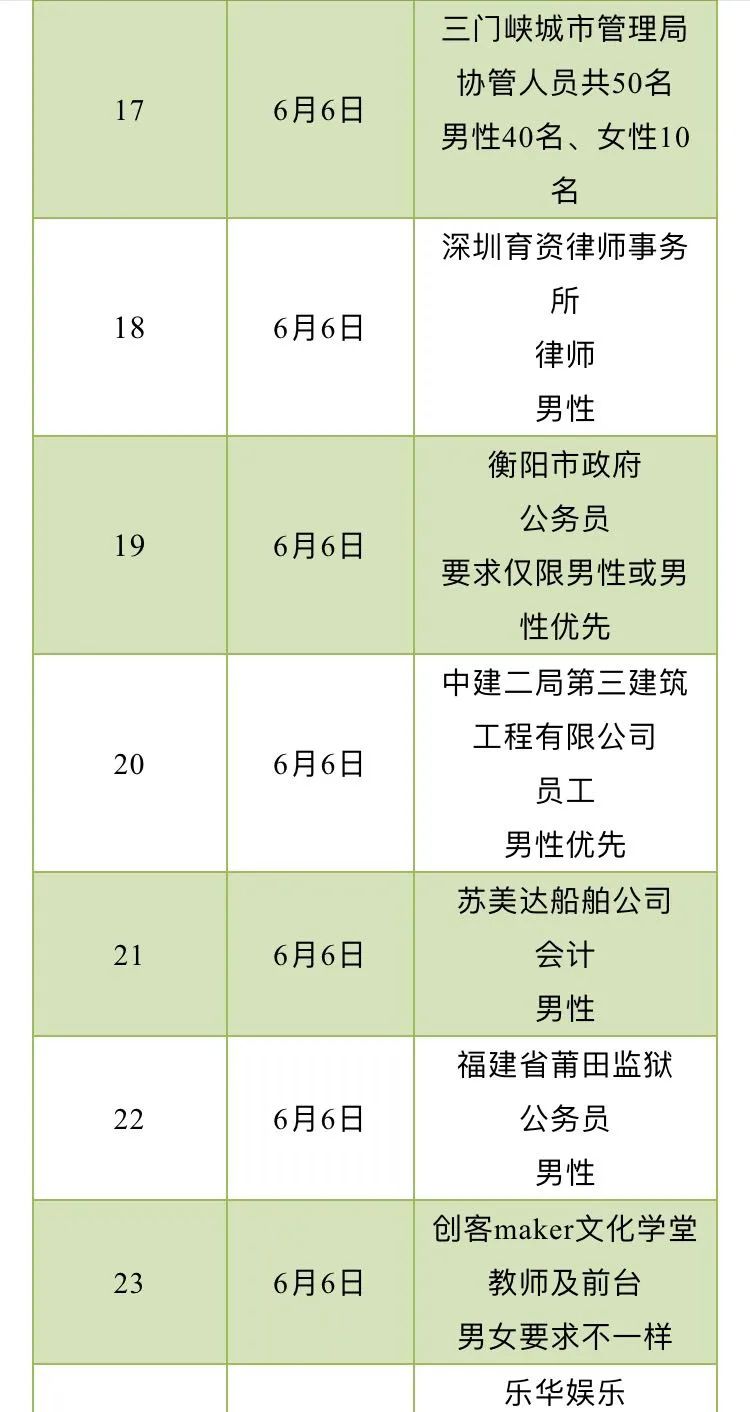 17
6月6日
三门峡城市管理局
协管人员共50名
男性40名、女性10
名
18
6月6日
深圳育资律师事务
所
律师
男性
19
6月6日
衡阳市政府
公务员
要求仅限男性或男
性优先
20
6月6日
中建二局第三建筑
工程有限公司
员工
男性优先
21
6月6日
苏美达船舶公司
会计
男性
22
6月6日
福建省莆田监狱
公务员
男性
23
6月6日
创客maker文化学堂
教师及前台
男女要求不一样
乐华娱乐